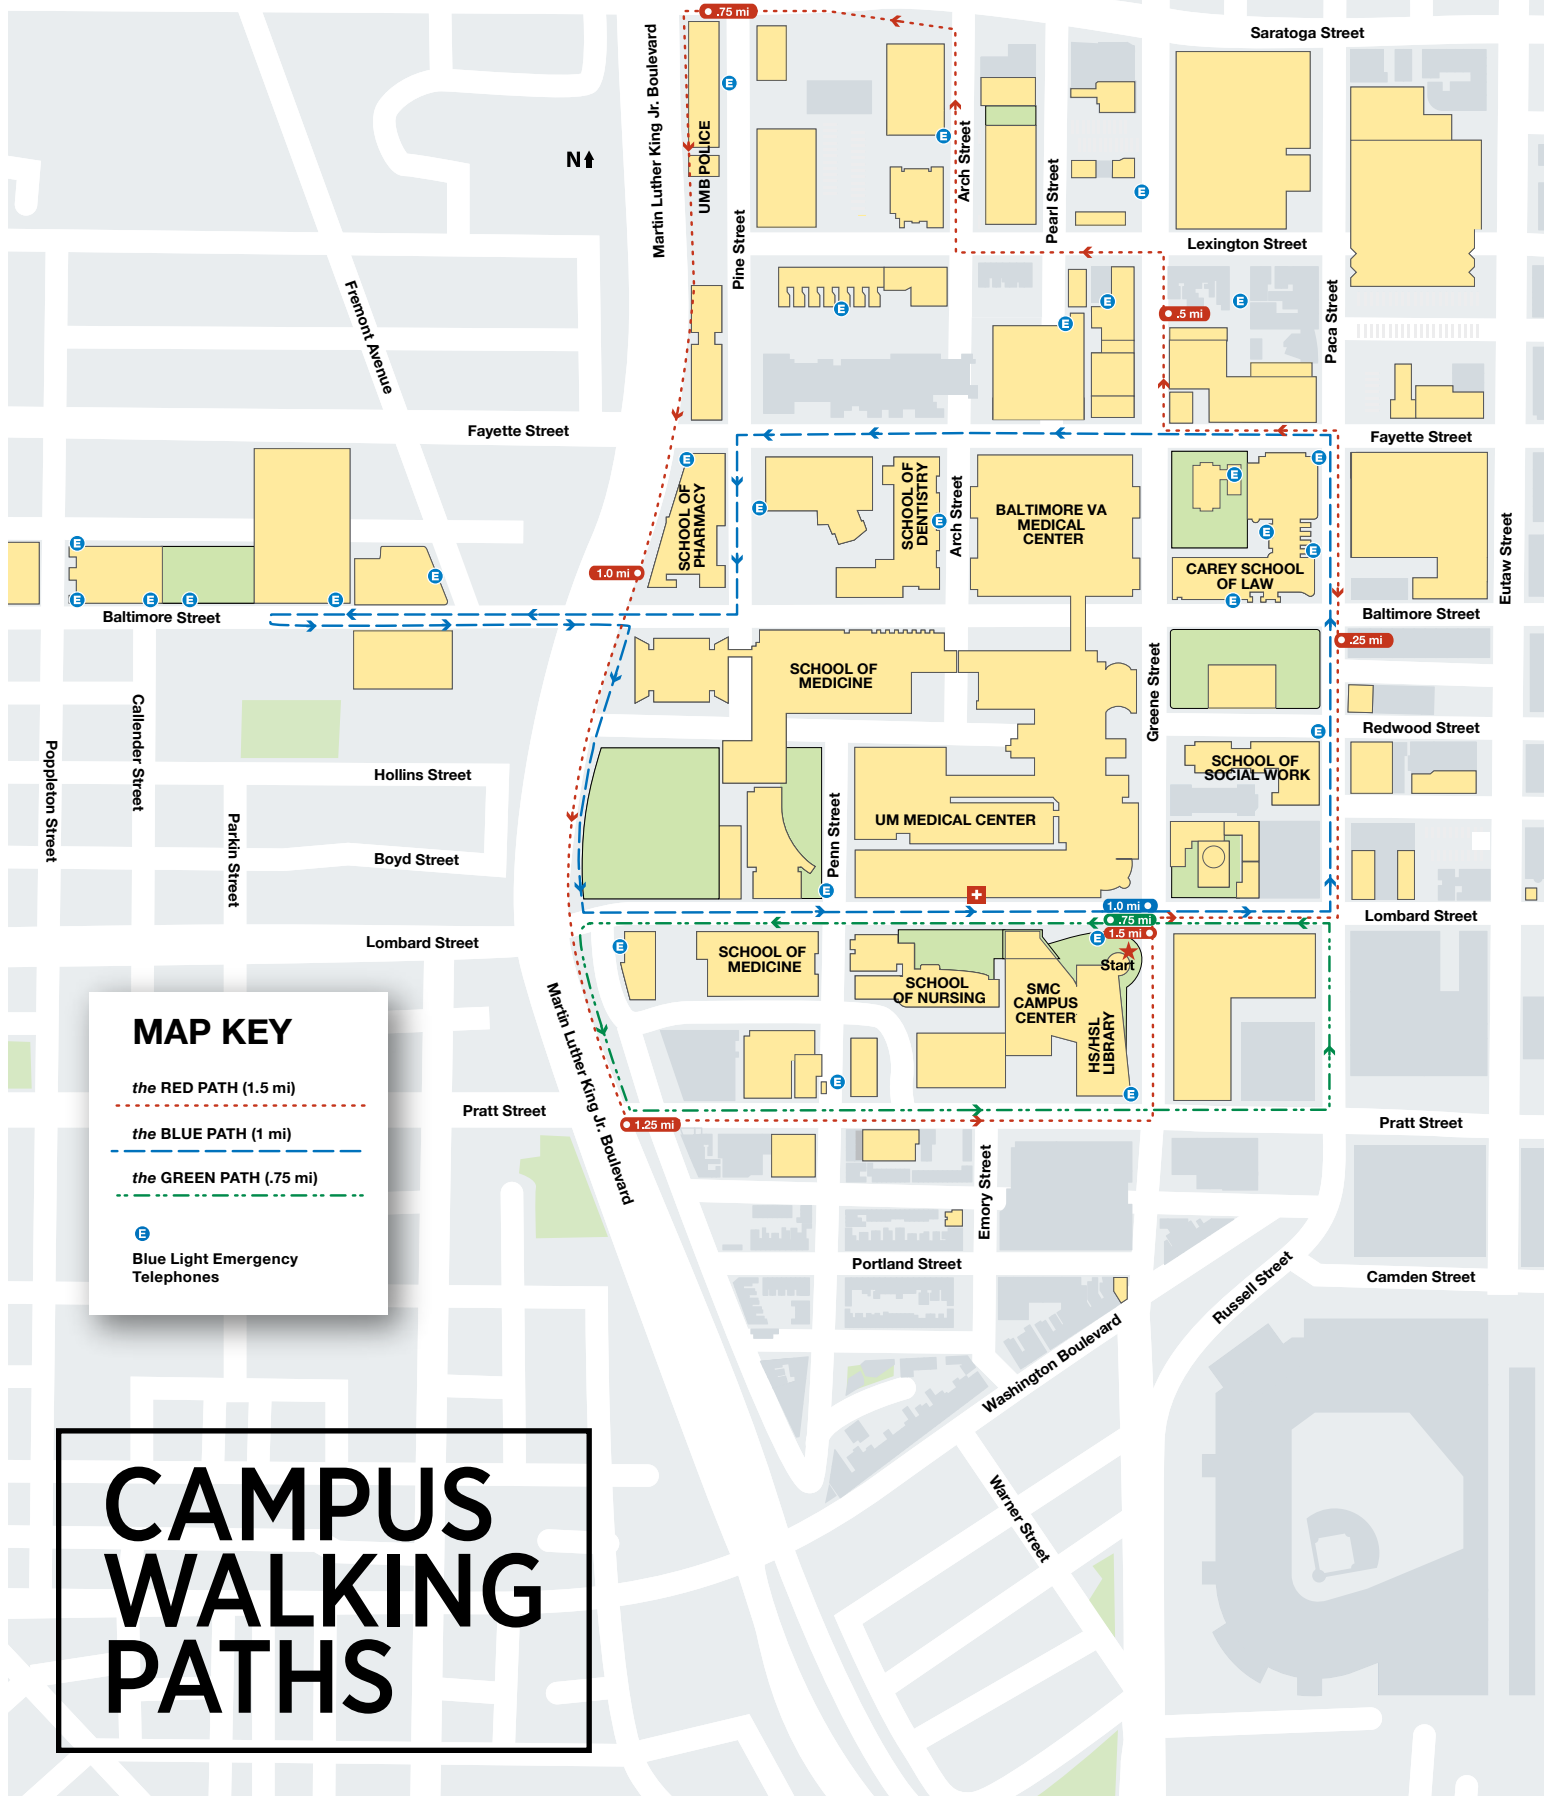 .75 mi
Saratoga Street
Martin Luther King Jr. Boulevard
UMB POLICE
E
N
E
Arch Street
Pearl Street
E
Pine Street
Lexington Street
Fremont Avenue
E
E
E
E
.5 mi
Paca Street
Fayette Street
Fayette Street
E
SCHOOL OF
PHARMACY
E
SCHOOL OF
DENTISTRY
E
Arch Street
BALTIMORE VA
MEDICAL
CENTER
E
E
E
E
CAREY SCHOOL
OF LAW
E
Eutaw Street
1.0 mi
E
E
E
E
E
E
Baltimore Street
Baltimore Street
.25 mi
SCHOOL OF
MEDICINE
Greene Street
Redwood Street
E
SCHOOL OF
SOCIAL WORK
Callender Street
Poppleton Street
Hollins Street
Parkin Street
Boyd Street
Penn Street
UM MEDICAL CENTER
E
1.0 mi
.75 mi
1.5 mi
Lombard Street
Lombard Street
E
E
Start
SCHOOL OF
MEDICINE
SCHOOL
OF NURSING
SMC
CAMPUS
CENTER
HS/HSL
LIBRARY
E
E
Martin Luther King Jr. Boulevard
MAP KEY
the RED PATH (1.5 mi)
the BLUE PATH (1 mi)
the GREEN PATH (.75 mi)
E
Blue Light Emergency
Telephones
Pratt Street
1.25 mi
Pratt Street
Emory Street
Portland Street
Russell Street
Camden Street
Washington Boulevard
Warner Street
CAMPUS
WALKING
PATHS